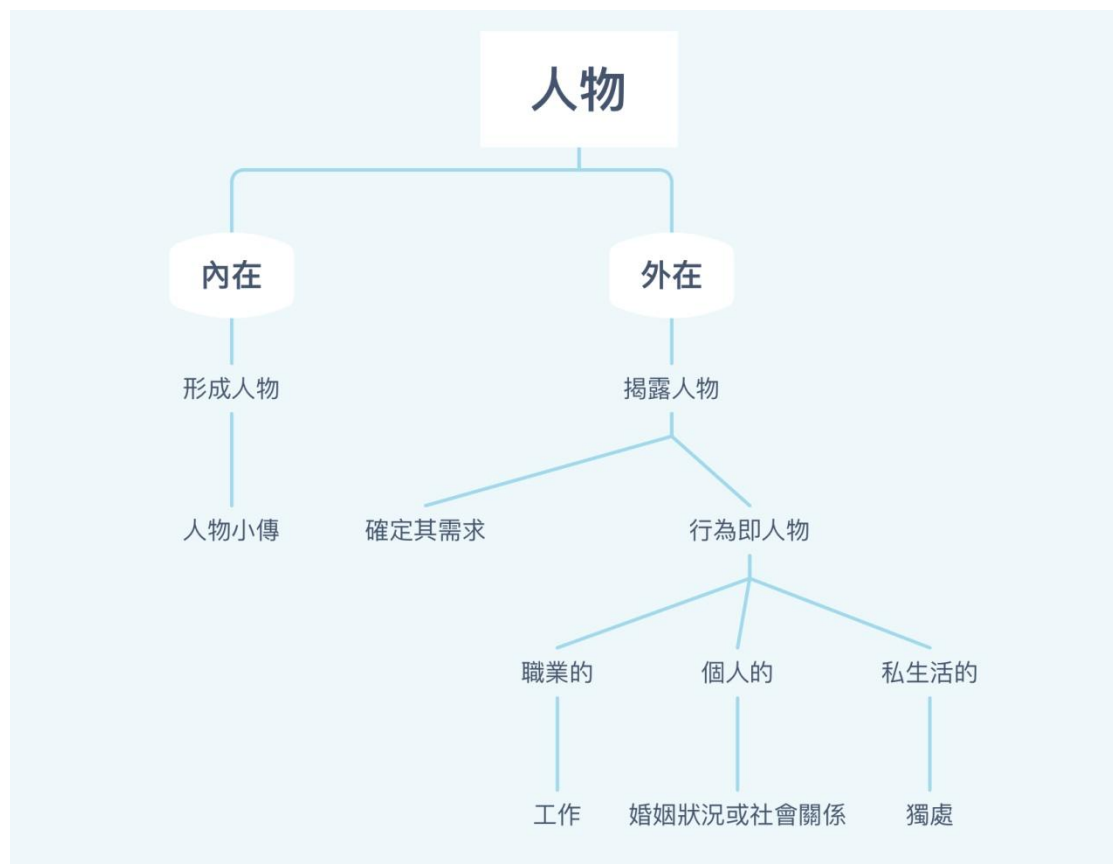 人物
內在
外在
形成人物
揭露人物
人物小傳
確定其需求
行為即人物
職業的
個人的
私生活的
工作
婚姻狀況或社會關係
獨處